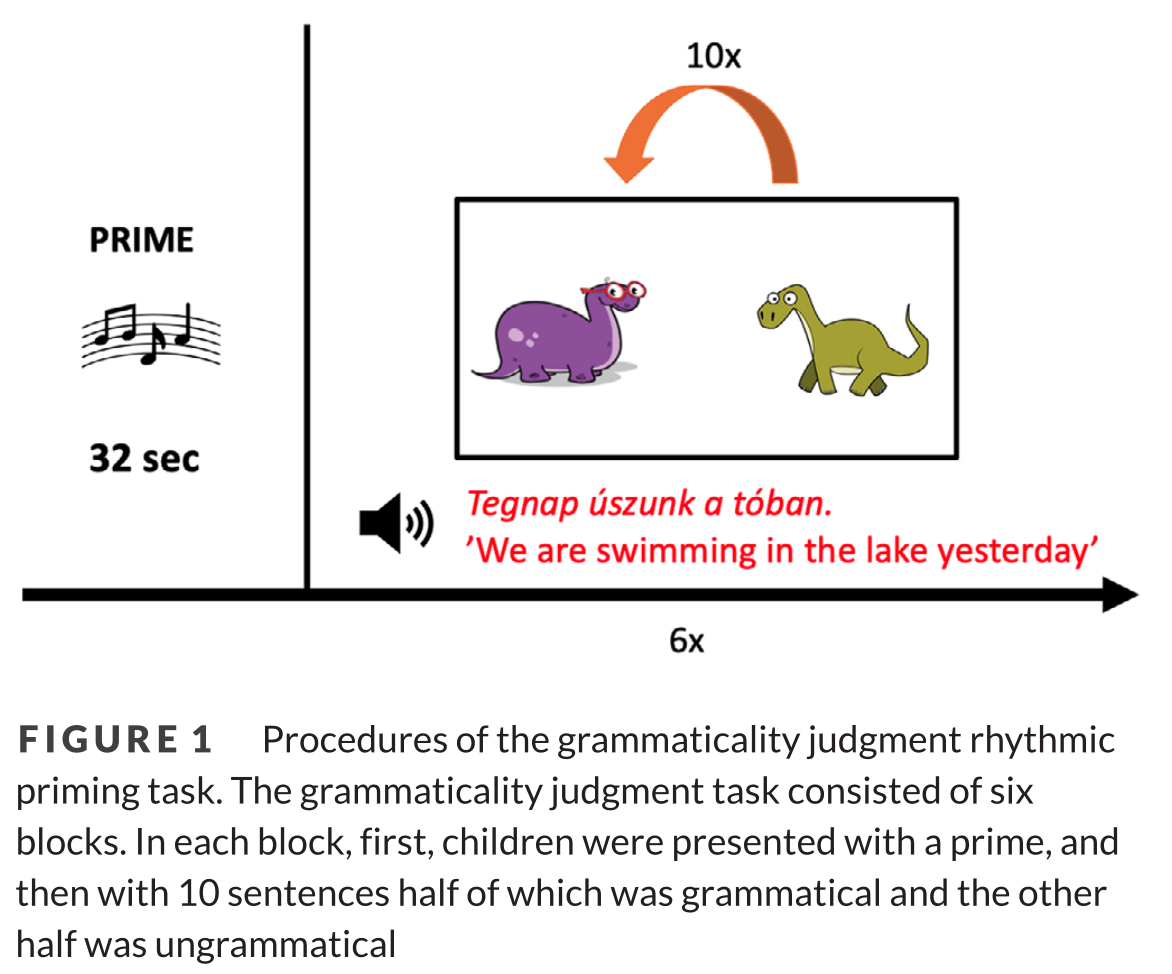 10x
PRIME
32 sec
Tegnap úszunk a tóban.
’We are swimming in the lake yesterday’
6x
FIGURE 1 Procedures of the grammaticality judgment rhythmic
priming task. The grammaticality judgment task consisted of six
blocks. In each block, first, children were presented with a prime, and
then with 10 sentences half of which was grammatical and the other
half was ungrammatical